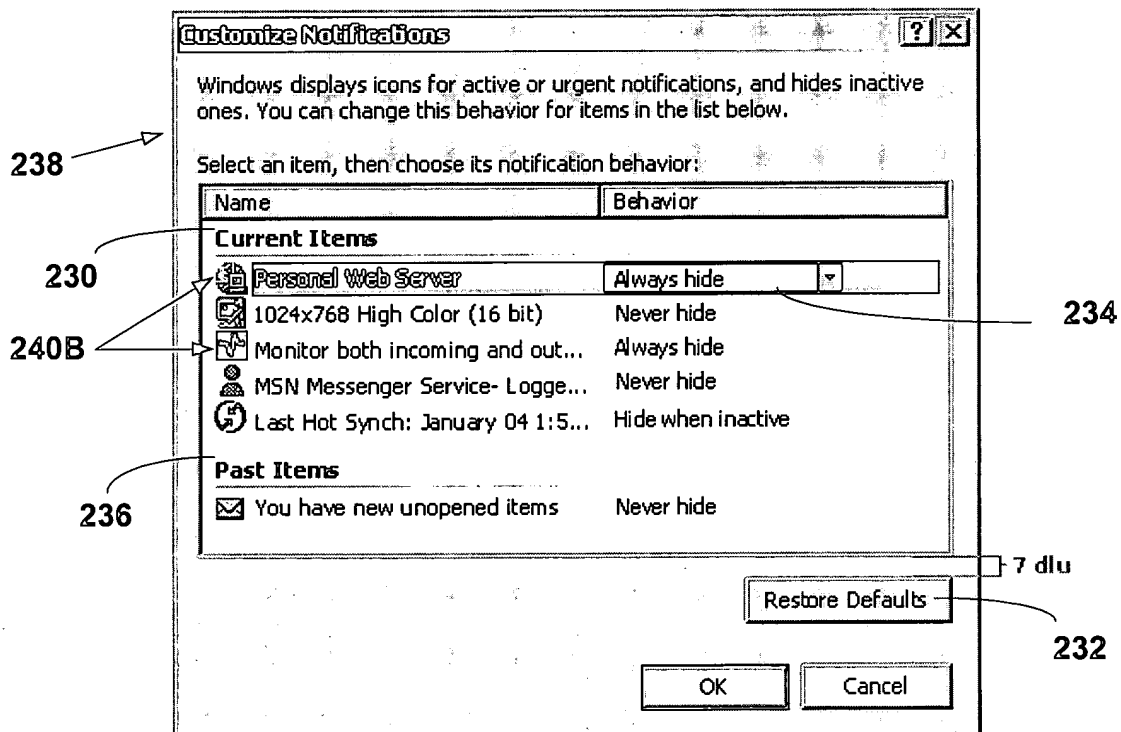 Customize Notifications
Windows displays icons for active or urgent notifications, and hides inactive
ones. You can change this behavior for items in the list below.
238
Select an item, then choose its notification behavior:
Name Behavior
Current Items
230
Personal Web Server Always hide
234
1024x768 High Color (16 bit) Never hide
240B
Monitor both incoming and out... Always hide
MSN Messenger Service- Logge... Never hide
Last Hot Synch: January 04 1:5... Hide when inactive
Past Items
236
You have new unopened items Never hide
7 dlu
Restore Defaults
232
OK Cancel